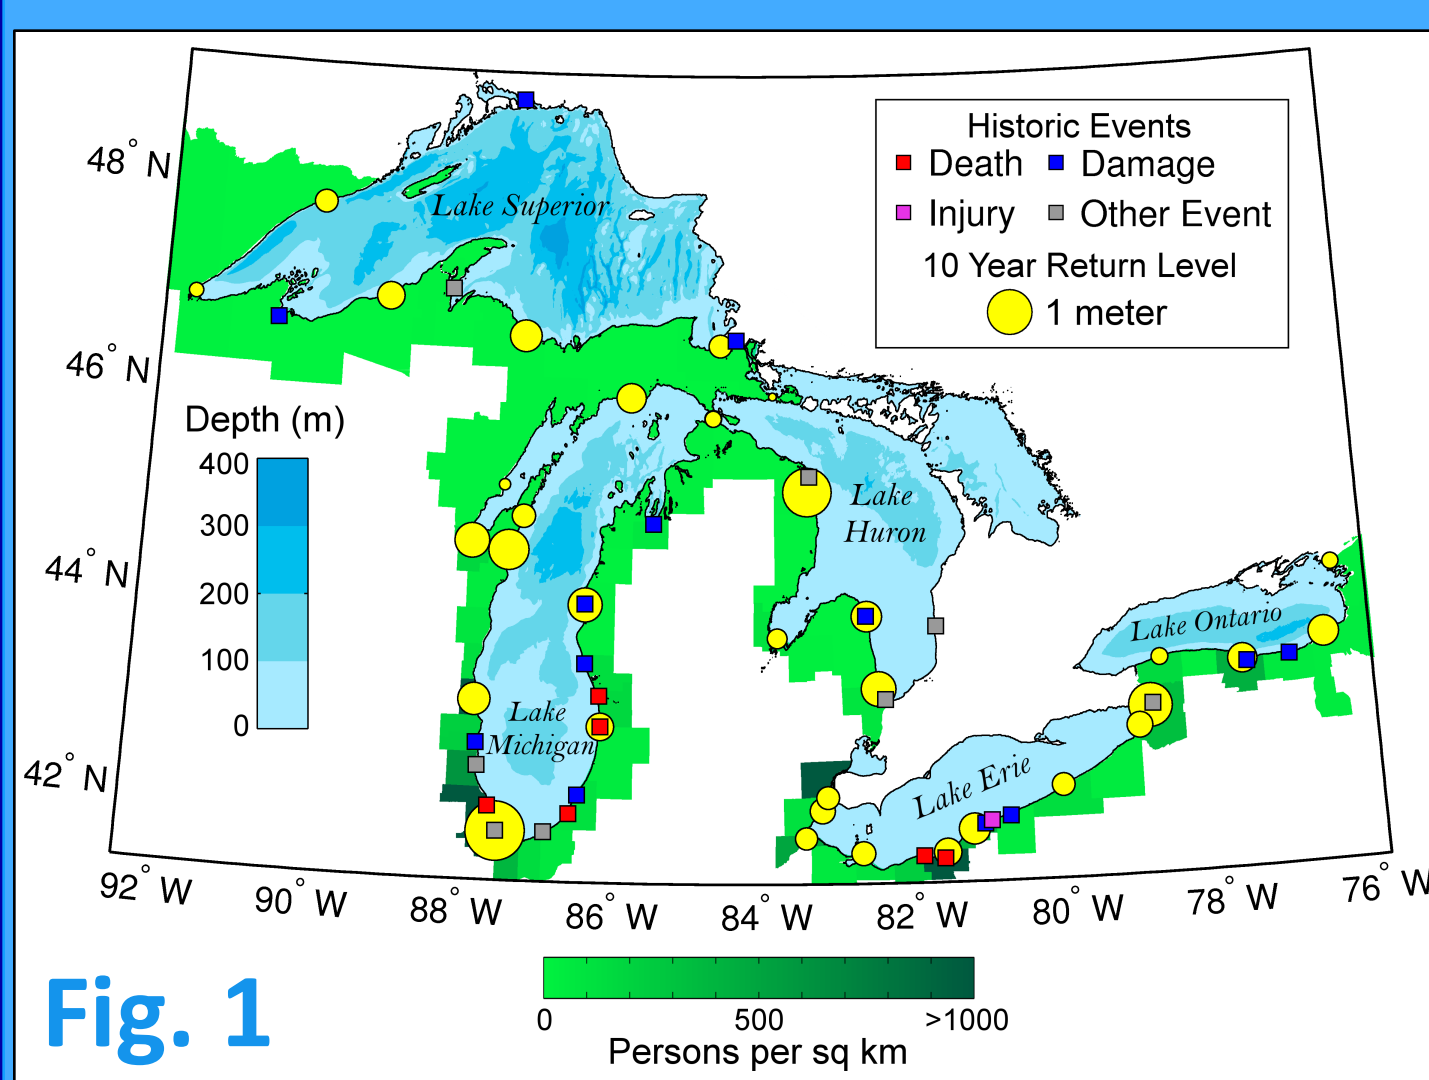 Historic Events
Death
Damage
Injury
Other Event
10 Year Return Level
1 meter
48° N
46° N
44° N
42° N
Lake Superior
Depth (m)
400
300
200
100
0
Lake
Huron
Lake Ontario
Lake
Michigan
Lake Erie
92° W
90° W
88° W
86° W
84° W
82° W
80° W
78° W
76° W
0
500
>1000
Persons per sq km
Fig. 1